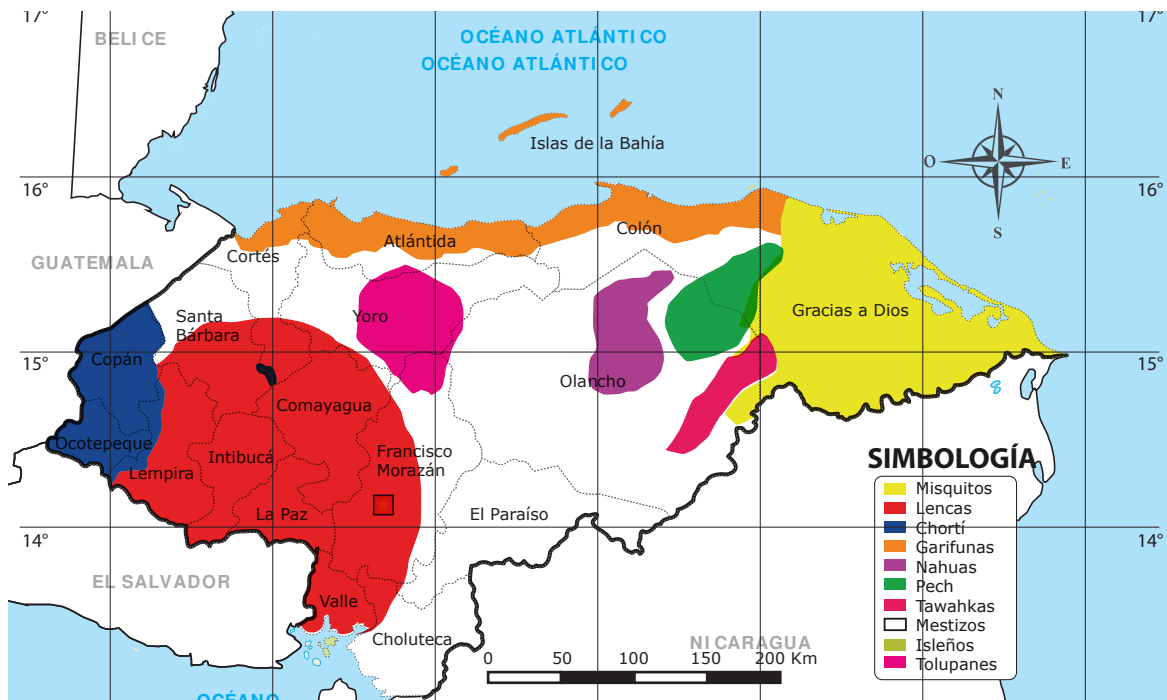 17°
17°
BELICE
OCÉANO ATLÁNTICO
OCÉANO ATLÁNTICO
N
Islas de la Bahía
O
E
16°
16°
S
Colón
Atlántida
Cortés
GUATEMALA
Gracias a Dios
Santa
Bárbara
Yoro
Copán
15°
15°
Olancho
Comayagua
Ocotepeque
Francisco
Morazán
Intibucá
Lempira
La Paz
El Paraíso
14°
14°
EL SALVADOR
Valle
Choluteca
NICARAGUA
0 50 100 150 200 Km
OCÉANO
SIMBOLOGÍA
Misquitos
Lencas
Chortí
Garifunas
Nahuas
Pech
Tawahkas
Mestizos
Isleños
Tolupanes